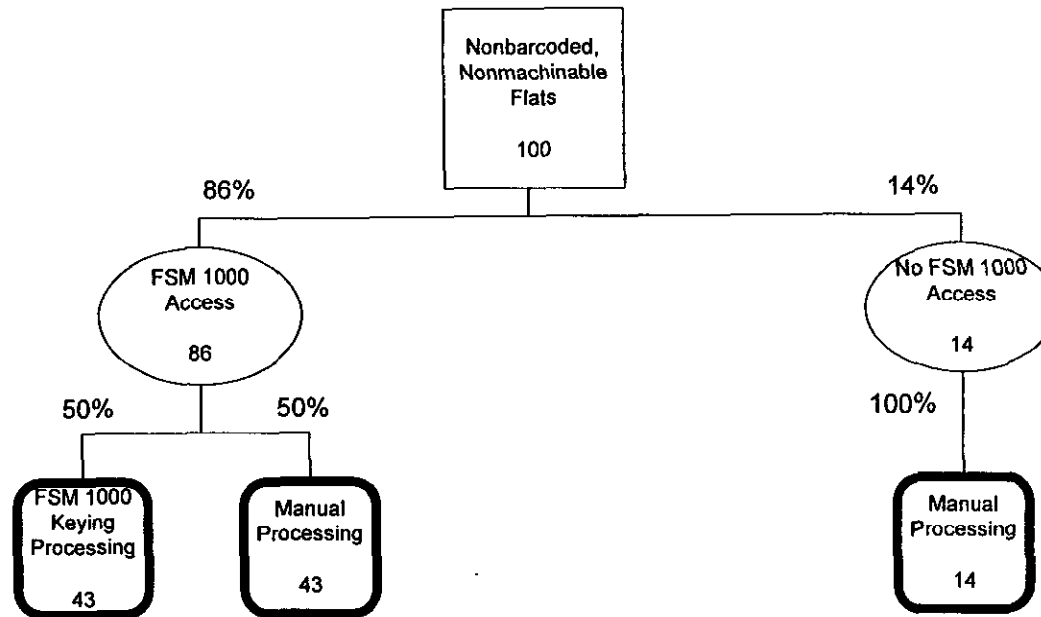 Nonbarcoded,
Nonmachinable
Flats
100
86%
14%
FSM 1000
Access
86
No FSM 1000
Access
14
50%
50%
100%
FSM 1000
Keying
Processing
43
Manual
Processing
43
Manual
Processing
14